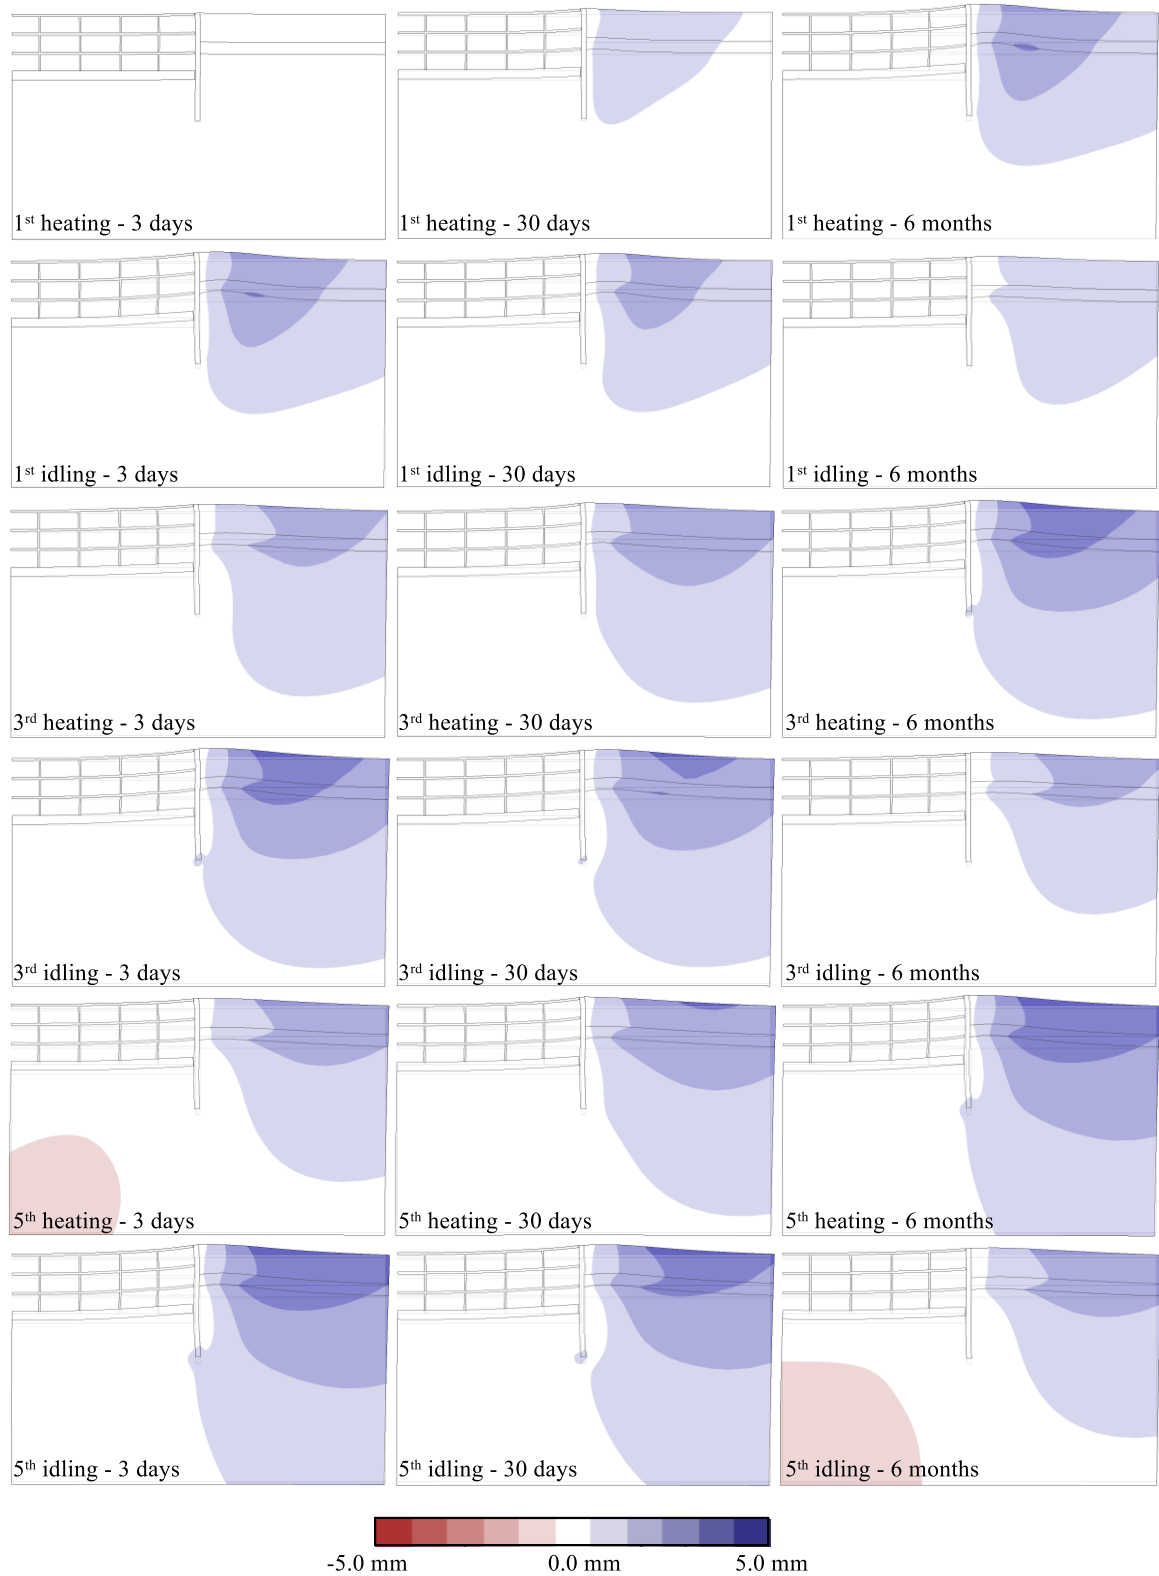 1st heating - 3 days
1st heating - 30 days
1st heating - 6 months
1st idling - 3 days
1st idling - 30 days
1st idling - 6 months
3rd heating - 3 days
3rd heating - 30 days
3rd heating - 6 months
3rd idling - 3 days
3rd idling - 30 days
3rd idling - 6 months
5th heating - 3 days
5th heating - 30 days
5th heating - 6 months
5th idling - 3 days
5th idling - 30 days
5th idling - 6 months
-5.0 mm 0.0 mm 5.0 mm